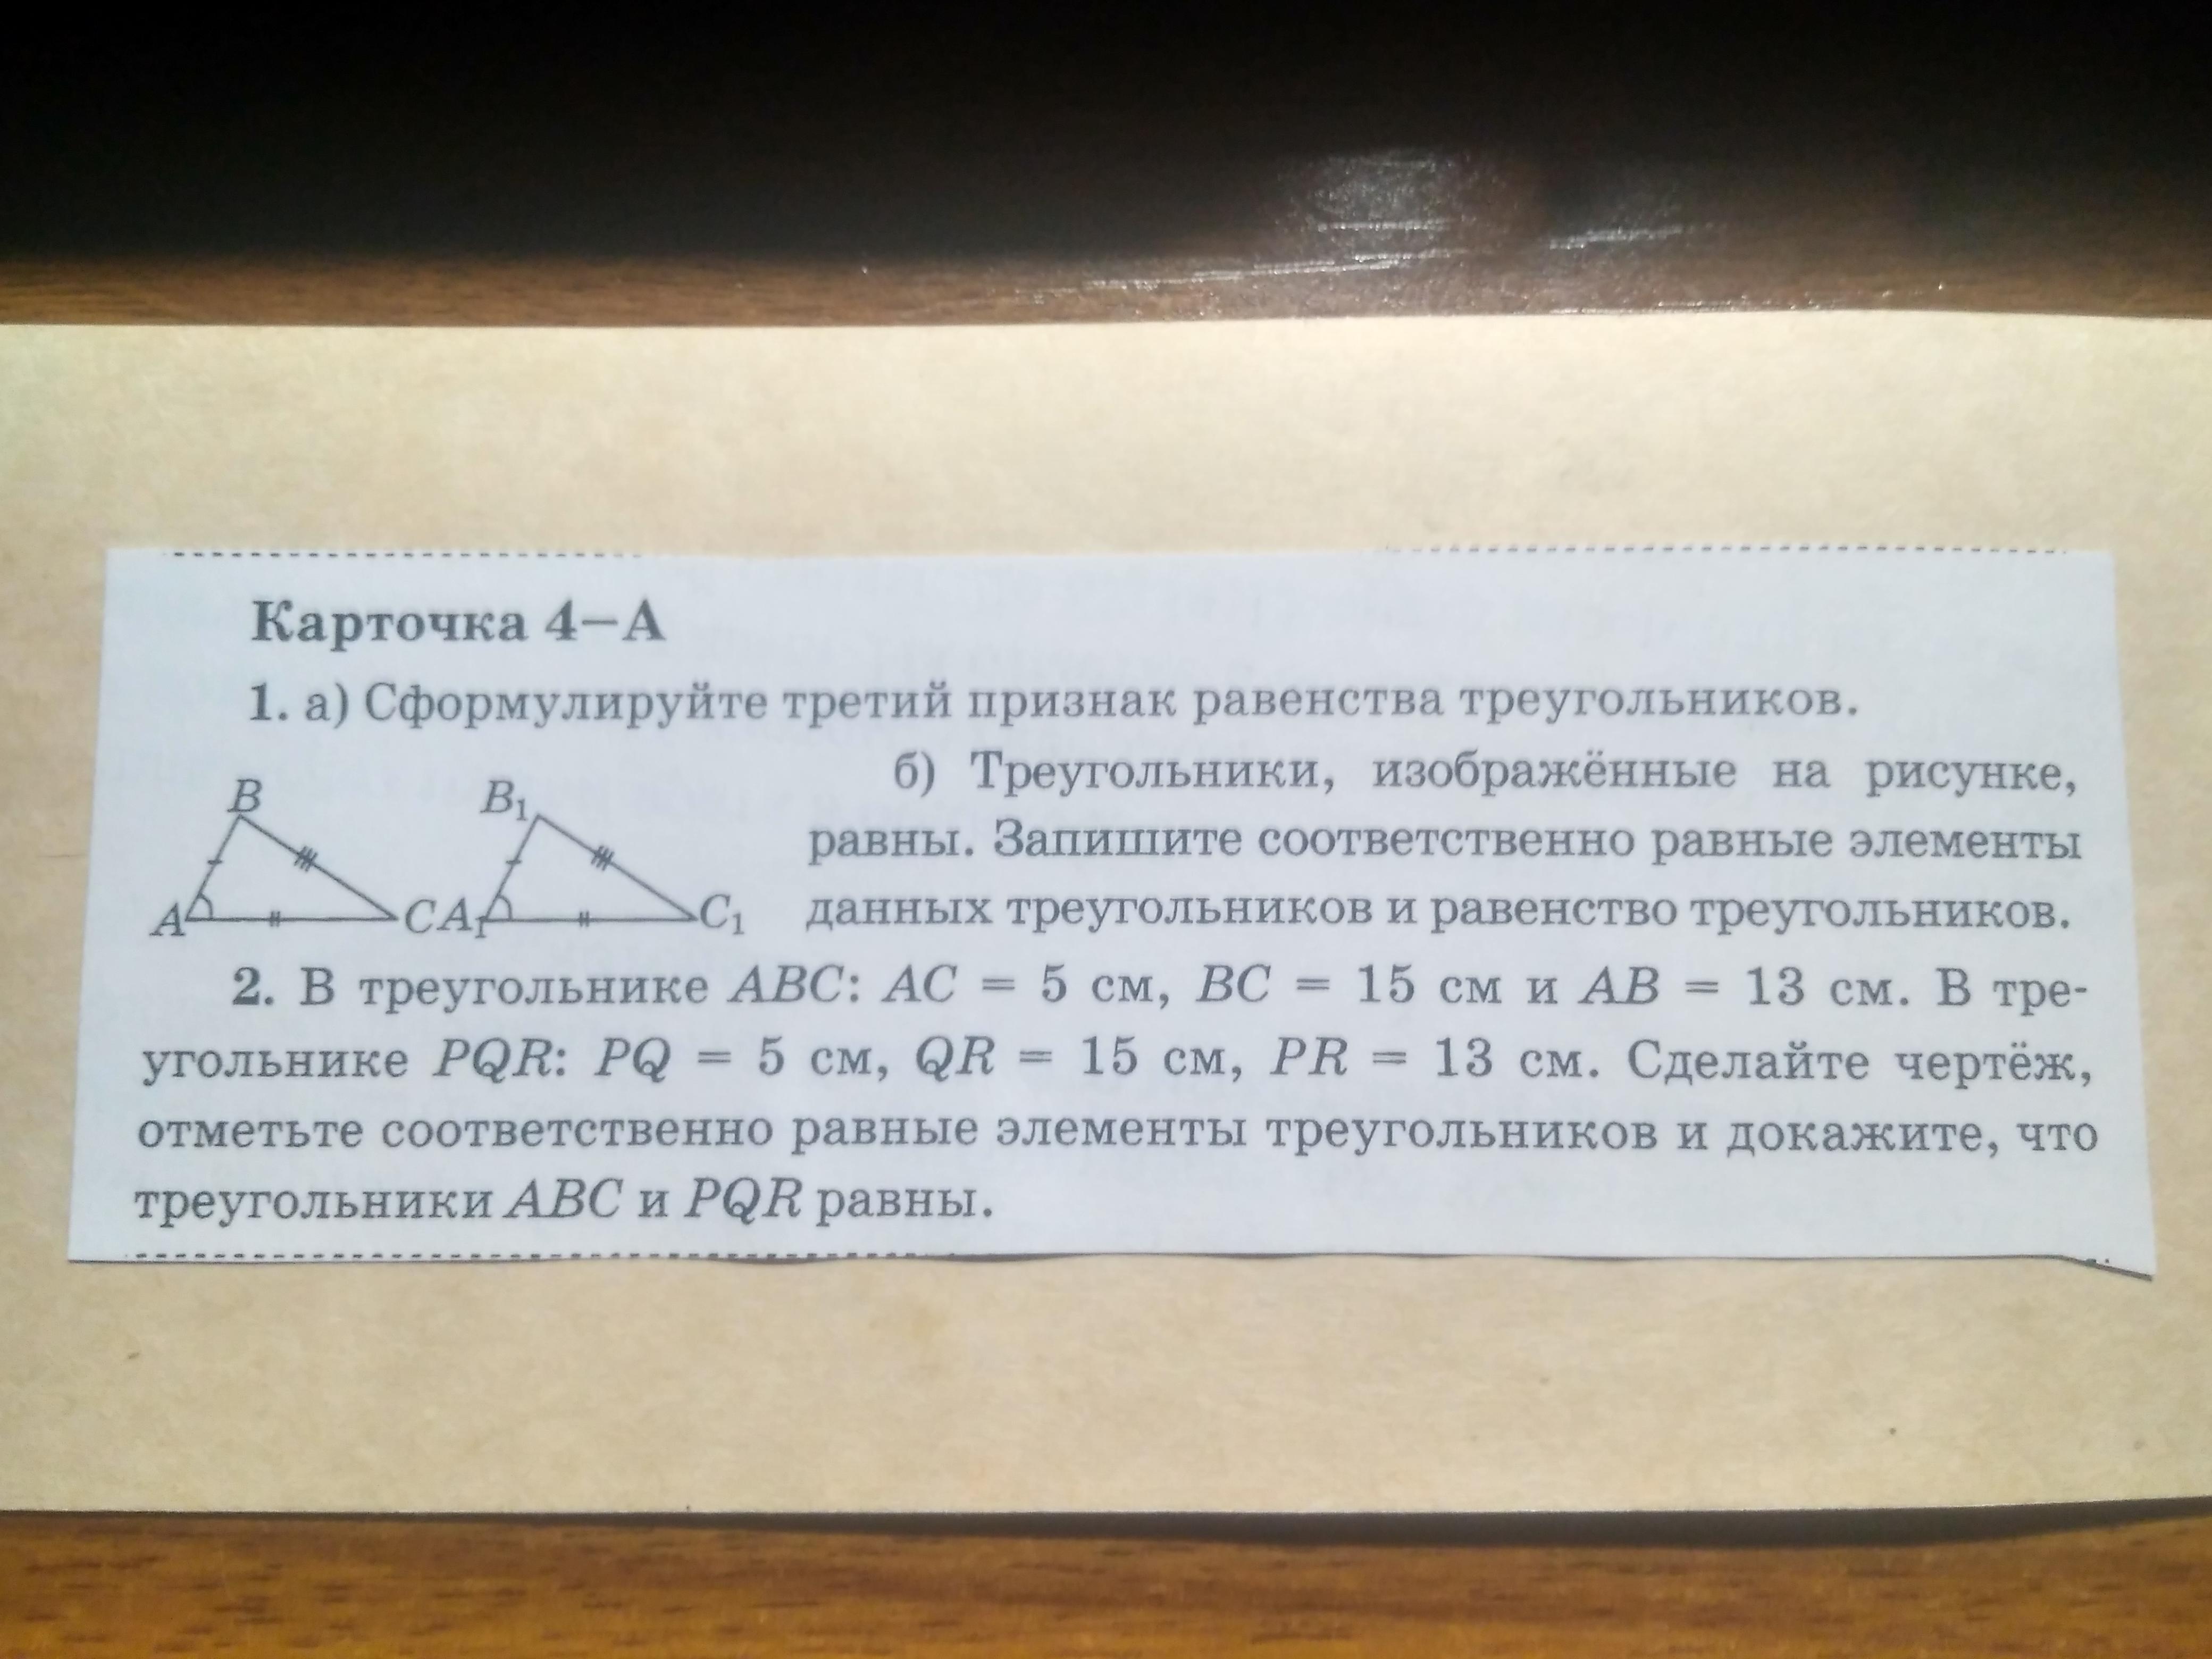 Карточка 4—А
1. а) Сформулируйте третий признак равенства треугольников.
б) Треугольники, изображённые на рисунке,
равны. Запишите соответственно равные элементы
данных треугольников и равенство треугольников.
B B₁
A C A₁ C₁
2. В треугольнике ABC: AC = 5 см, BC = 15 см и AB = 13 см. В тре-
угольнике PQR: PQ = 5 см, QR = 15 см, PR = 13 см. Сделайте чертёж,
отметьте соответственно равные элементы треугольников и докажите, что
треугольники ABC и PQR равны.